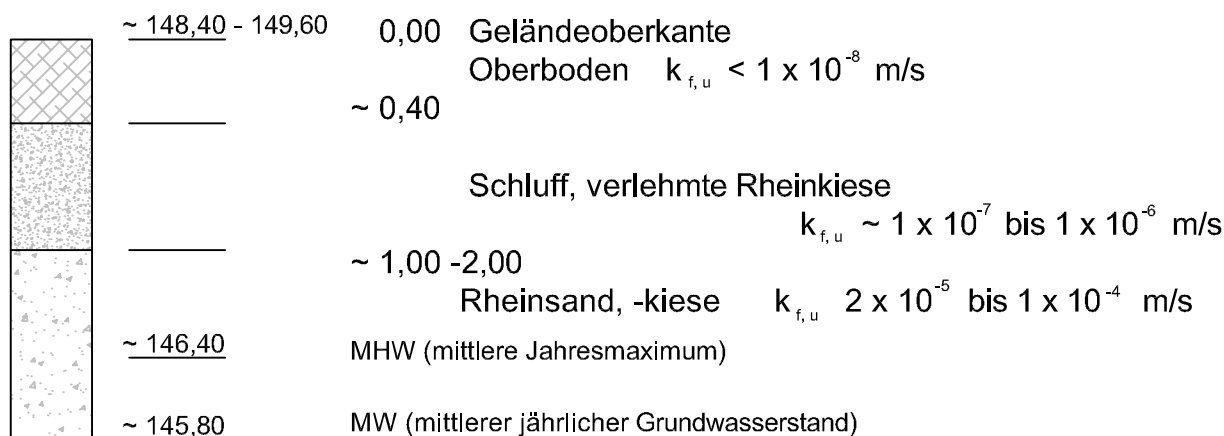 ~ 148,40 - 149,60 0,00 Geländeoberkante
Oberboden k f, u < 1 x 10 -8 m/s
~ 0,40
Schluff, verlehmte Rheinkiese
k f, u ~ 1 x 10 -7 bis 1 x 10 -6 m/s
~ 1,00 -2,00
Rheinsand, -kiese k f, u 2 x 10 -5 bis 1 x 10 -4 m/s
~ 146,40 MHW (mittlere Jahresmaximum)
~ 145,80 MW (mittlerer jährlicher Grundwasserstand)